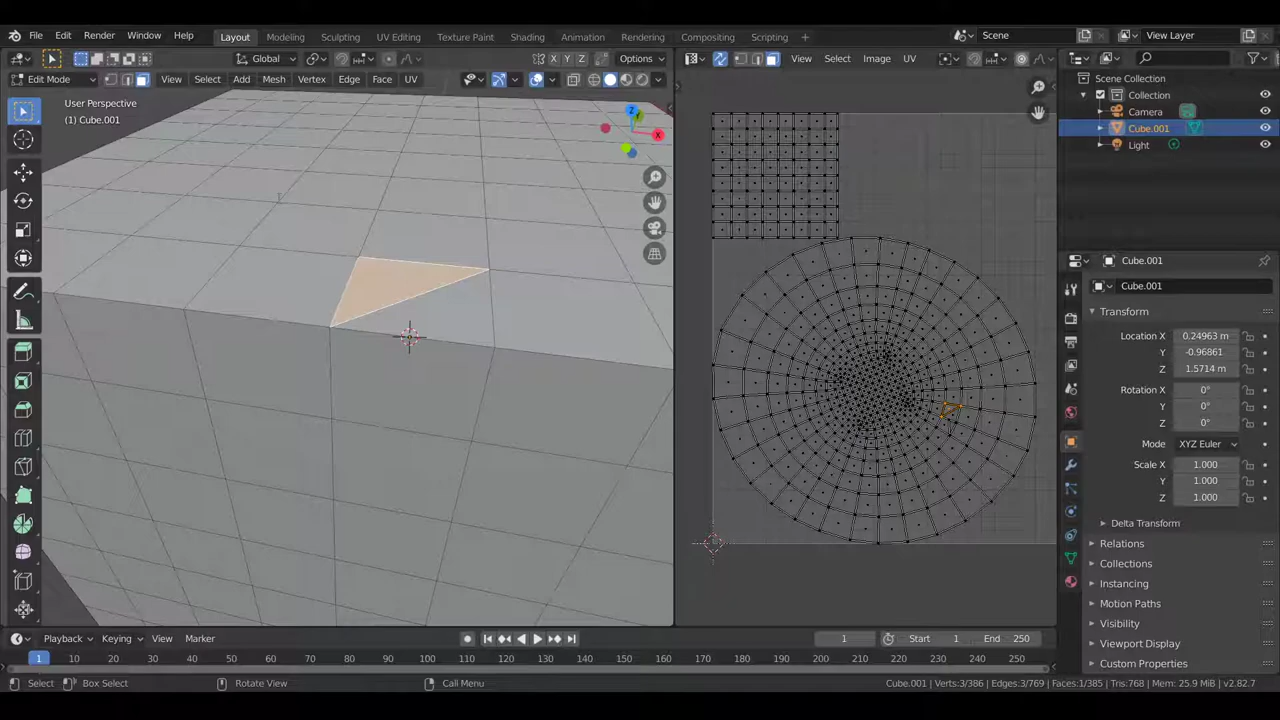 File Edit Render Window Help Layout Modeling Sculpting UV Editing Texture Paint Shading Animation Rendering Compositing Scripting + Scene View Layer
Global X Y Z Options View Select Image UV
Edit Mode View Select Add Mesh Vertex Edge Face UV
User Perspective
(1) Cube.001
Z
Y
X
Scene Collection
Collection
Camera
Cube.001
Light
Cube.001
Cube.001
Transform
Location X 0.24963 m
Y -0.96861
Z 1.5714 m
Rotation X 0°
Y 0°
Z 0°
Mode XYZ Euler
Scale X 1.000
Y 1.000
Z 1.000
Delta Transform
Relations
Collections
Instancing
Motion Paths
Visibility
Viewport Display
Custom Properties
Playback Keying View Marker 1 Start 1 End 250
1 10 20 30 40 50 60 70 80 90 100 110 120 130 140 150 160 170 180 190 200 210 220 230 240 250
Select Box Select Rotate View Call Menu Cube.001 | Verts:3/386 | Edges:3/769 | Faces:1/385 | Tris:768 | Mem: 25.9 MiB | v2.82.7